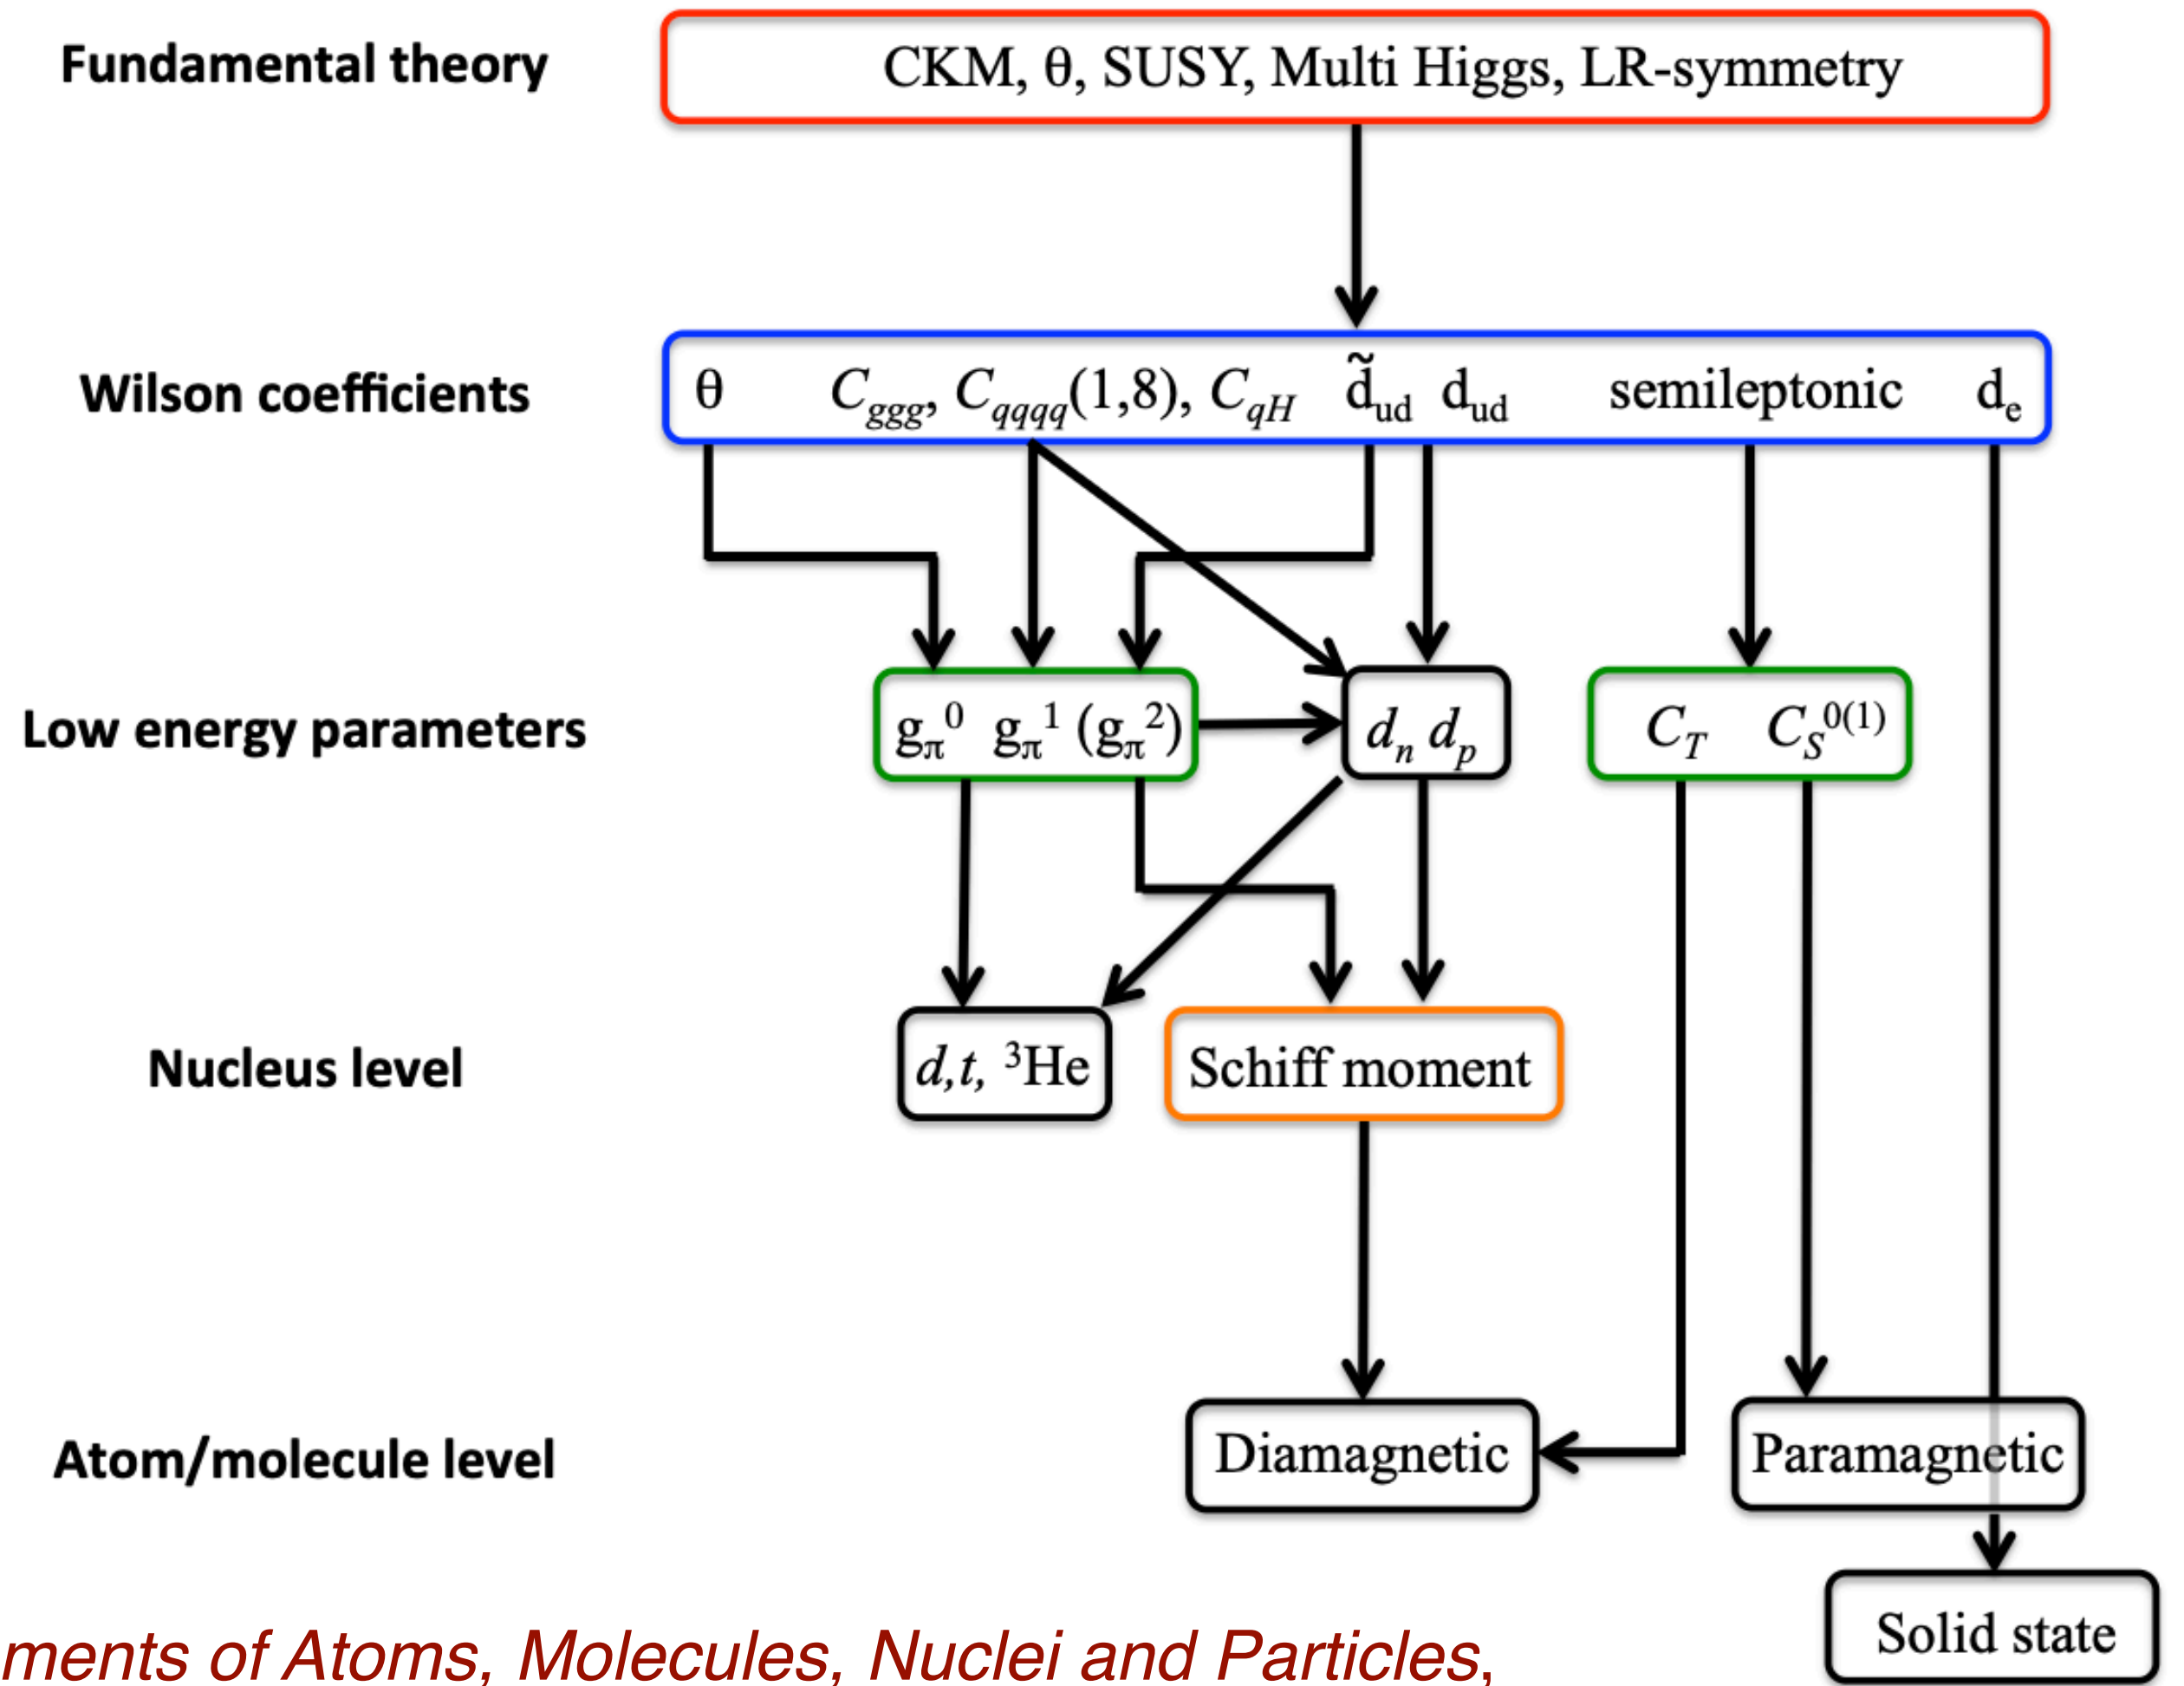 Fundamental theory
CKM, θ, SUSY, Multi Higgs, LR-symmetry
Wilson coefficients
θ C_ggg, C_qqqq(1,8), C_qH d̃_ud d_ud semileptonic d_e
Low energy parameters
g_π^0 g_π^1 (g_π^2)
d_n d_p
C_T C_S^0(1)
Nucleus level
d,t, ³He
Schiff moment
Atom/molecule level
Diamagnetic
Paramagnetic
Solid state
ments of Atoms, Molecules, Nuclei and Particles,